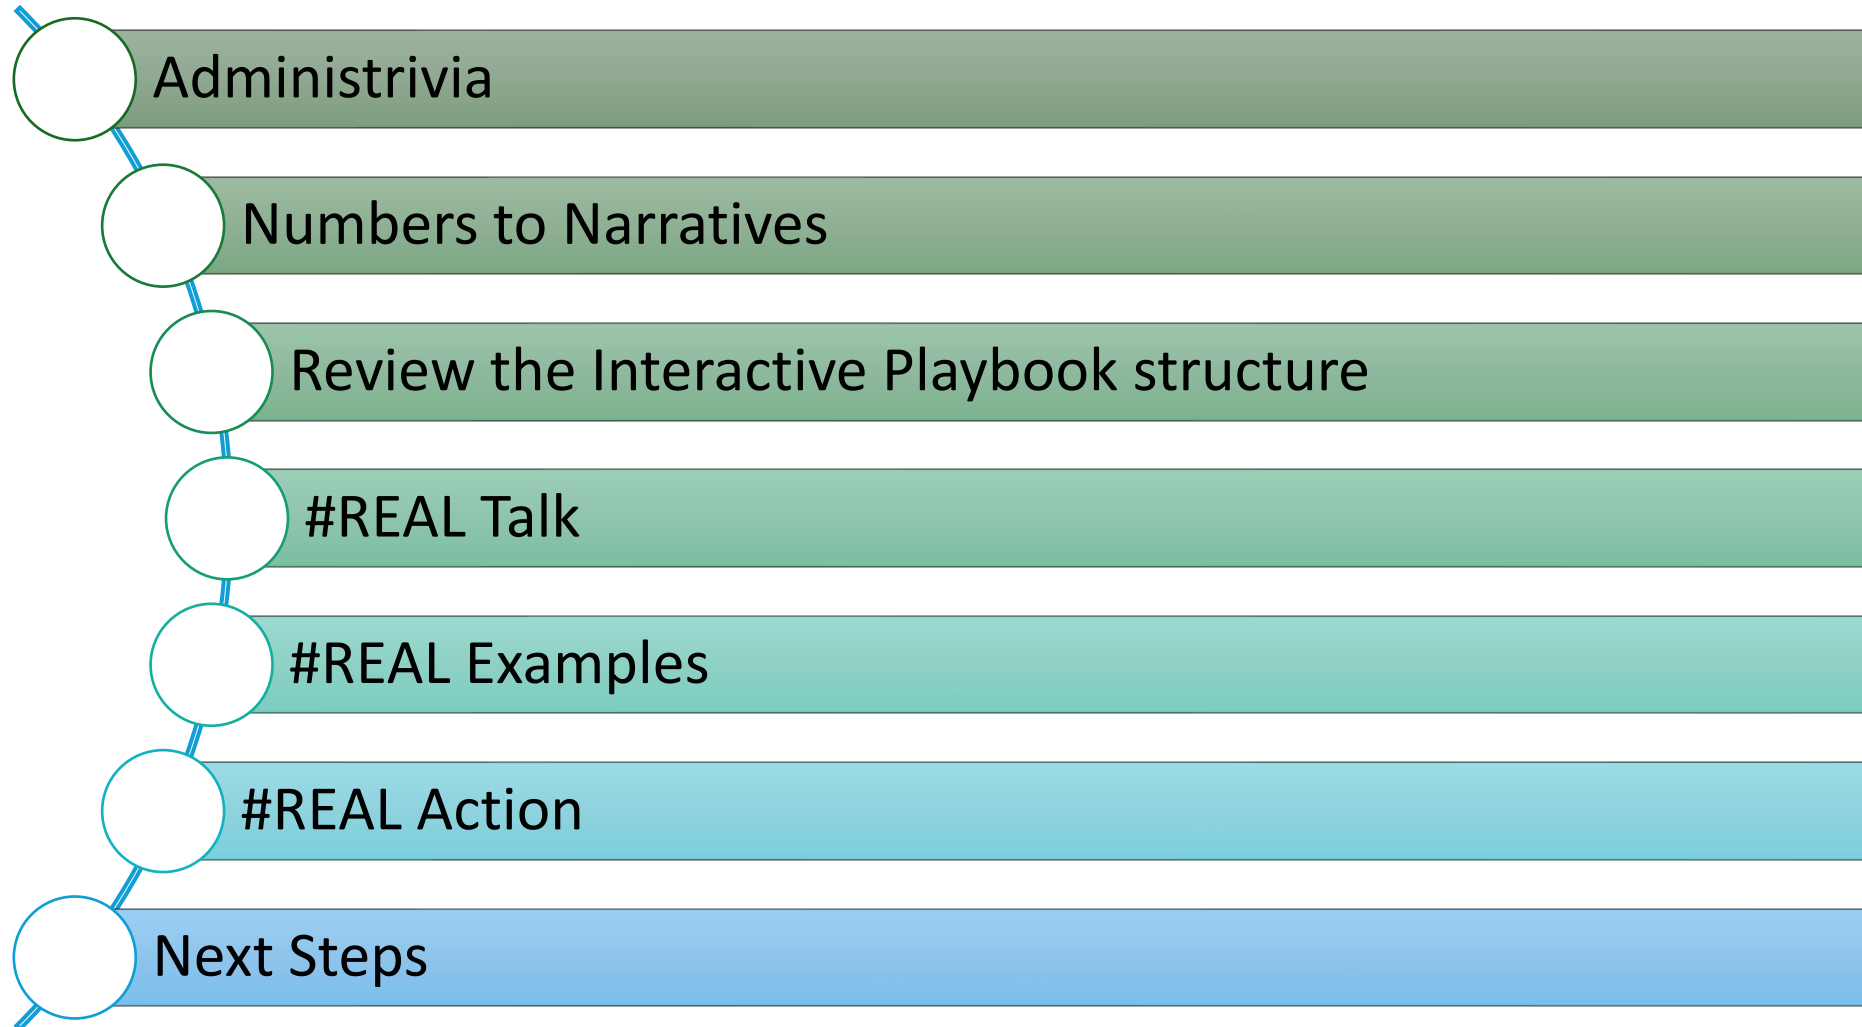 Administrivia
Numbers to Narratives
Review the Interactive Playbook structure
#REAL Talk
#REAL Examples
#REAL Action
Next Steps